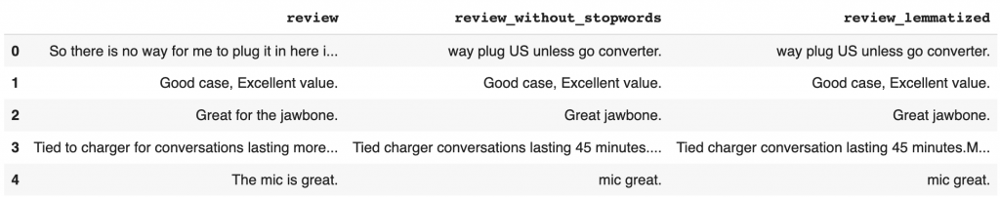 review review_without_stopwords review_lemmatized
0 So there is no way for me to plug it in here i... way plug US unless go converter. way plug US unless go converter.
1 Good case, Excellent value. Good case, Excellent value. Good case, Excellent value.
2 Great for the jawbone. Great jawbone. Great jawbone.
3 Tied to charger for conversations lasting more... Tied charger conversations lasting 45 minutes.... Tied charger conversation lasting 45 minutes.M...
4 The mic is great. mic great. mic great.